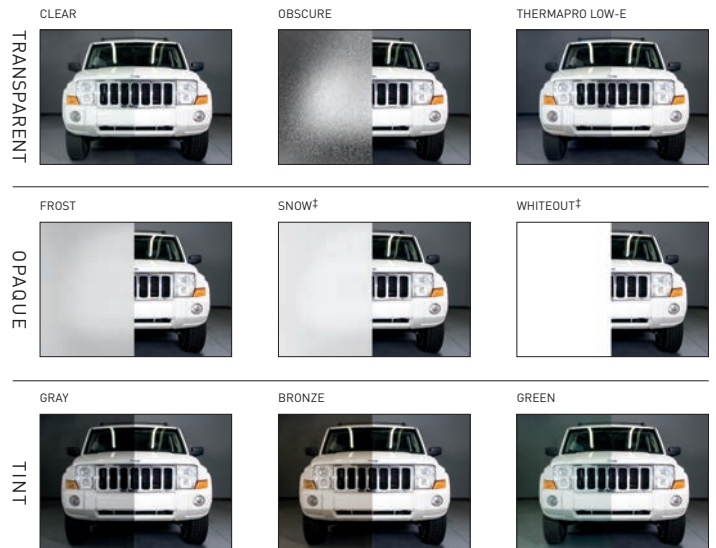 TRANSPARENT
CLEAR
OBSCURE
THERMAPRO LOW-E
OPAQUE
FROST
SNOW‡
WHITEOUT‡
TINT
GRAY
BRONZE
GREEN